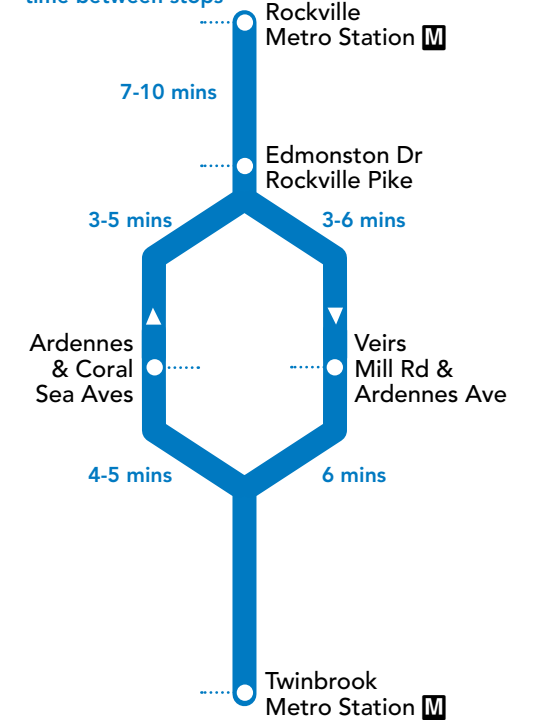 time between stops
Rockville
Metro Station M
7-10 mins
Edmonston Dr
Rockville Pike
3-5 mins
3-6 mins
Ardennes
& Coral
Sea Aves
Veirs
Mill Rd &
Ardennes Ave
4-5 mins
6 mins
Twinbrook
Metro Station M